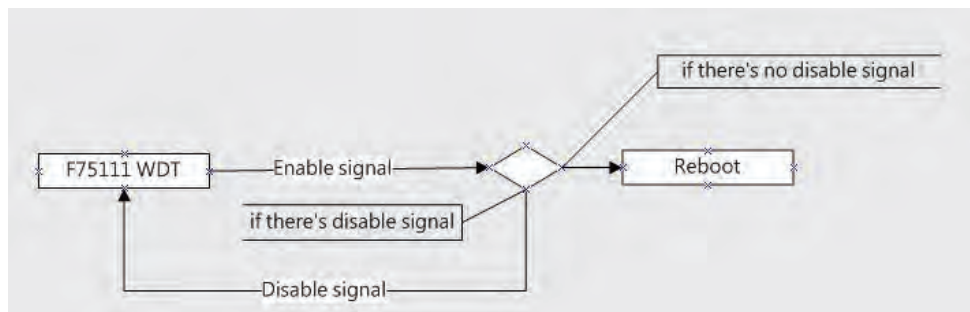 if there's no disable signal
F75111 WDT
Enable signal
Reboot
if there's disable signal
Disable signal